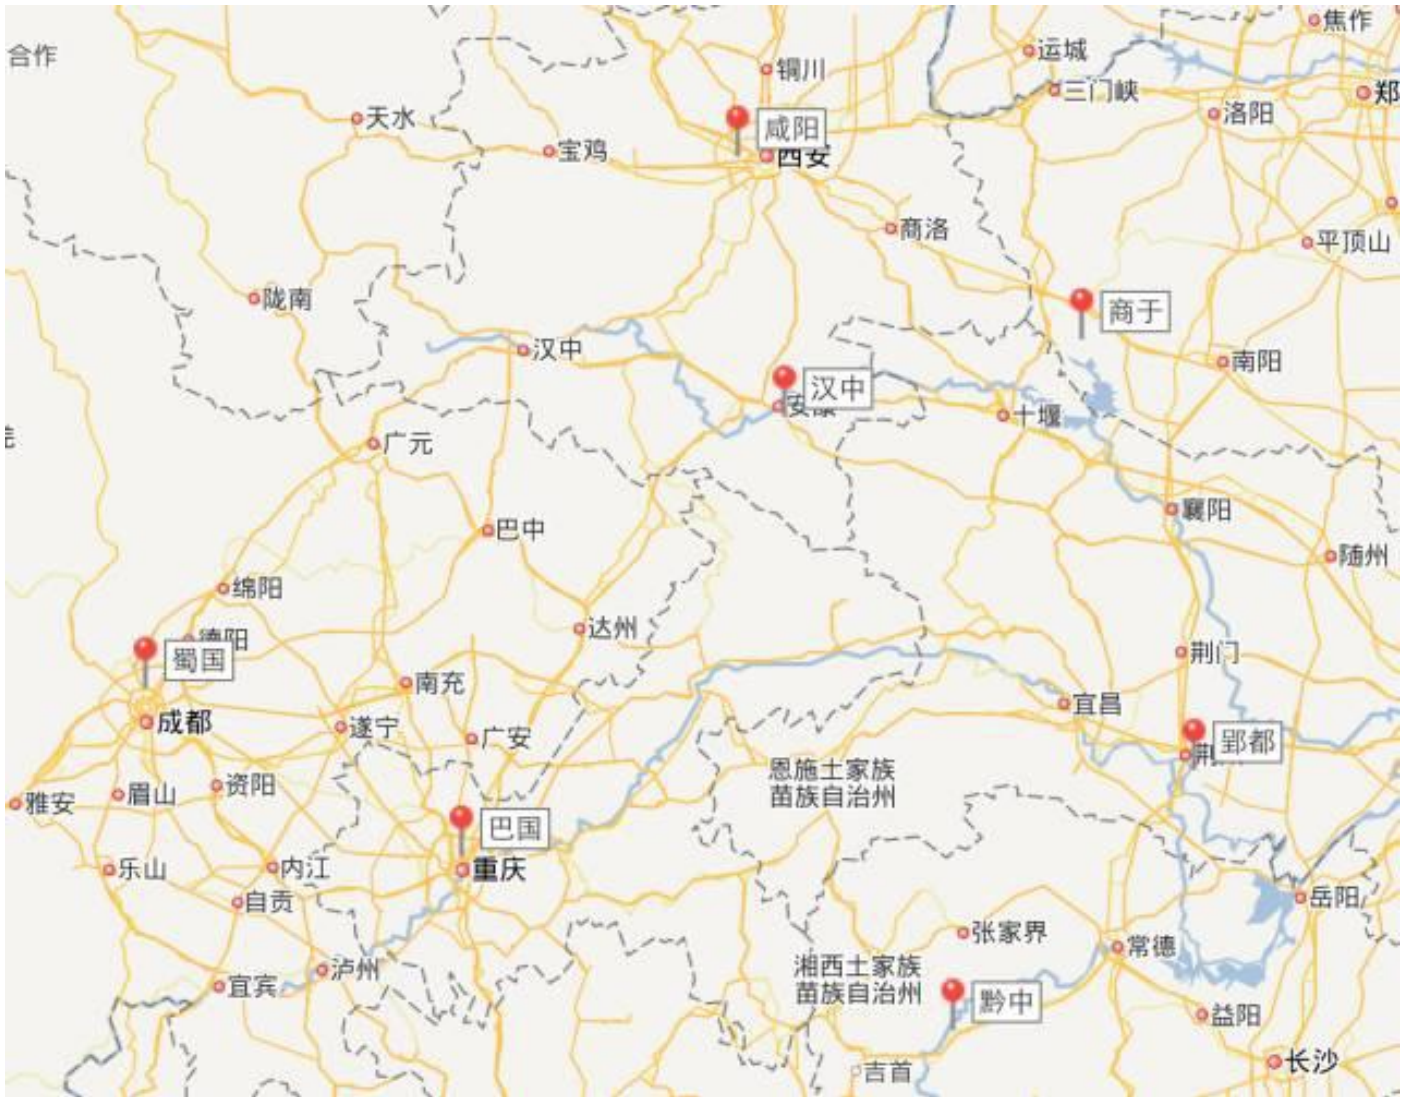 焦作
合作
运城
铜川
三门峡
郑
洛阳
天水
咸阳
宝鸡
西安
商洛
平顶山
陇南
商于
汉中
南阳
汉中
安康
十堰
广元
巴中
襄阳
随州
绵阳
达州
德阳
蜀国
荆门
南充
宜昌
成都
遂宁
广安
郢都
荆
恩施土家族
苗族自治州
资阳
眉山
雅安
巴国
乐山
内江
重庆
自贡
岳阳
张家界
常德
湘西土家族
苗族自治州
泸州
宜宾
黔中
益阳
长沙
吉首